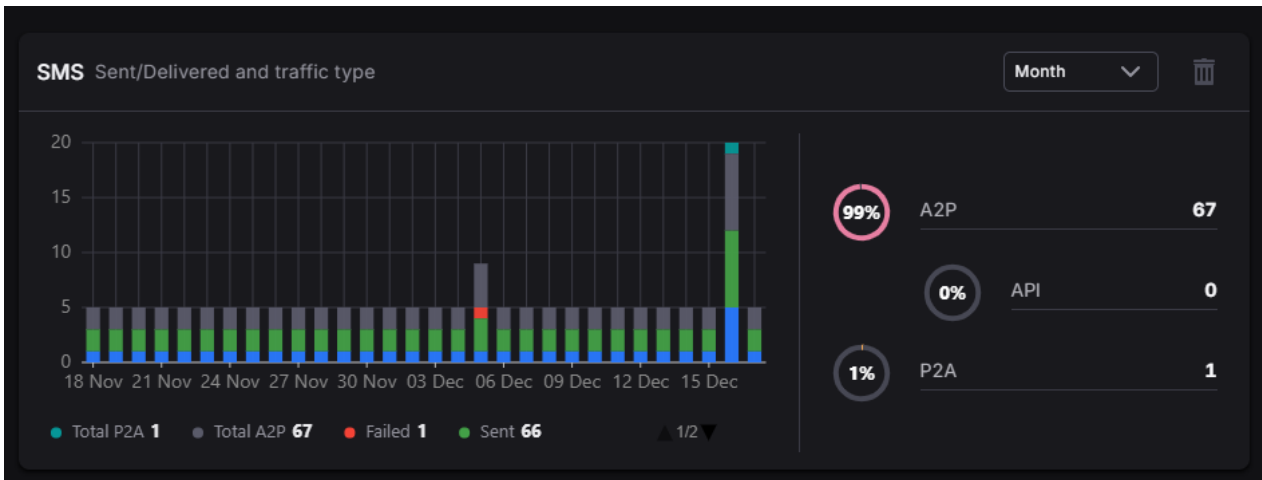 SMS Sent/Delivered and traffic type
Month
20
15
10
5
0
18 Nov 21 Nov 24 Nov 27 Nov 30 Nov 03 Dec 06 Dec 09 Dec 12 Dec 15 Dec
Total P2A 1 Total A2P 67 Failed 1 Sent 66 1/2
99% A2P 67
0% API 0
1% P2A 1